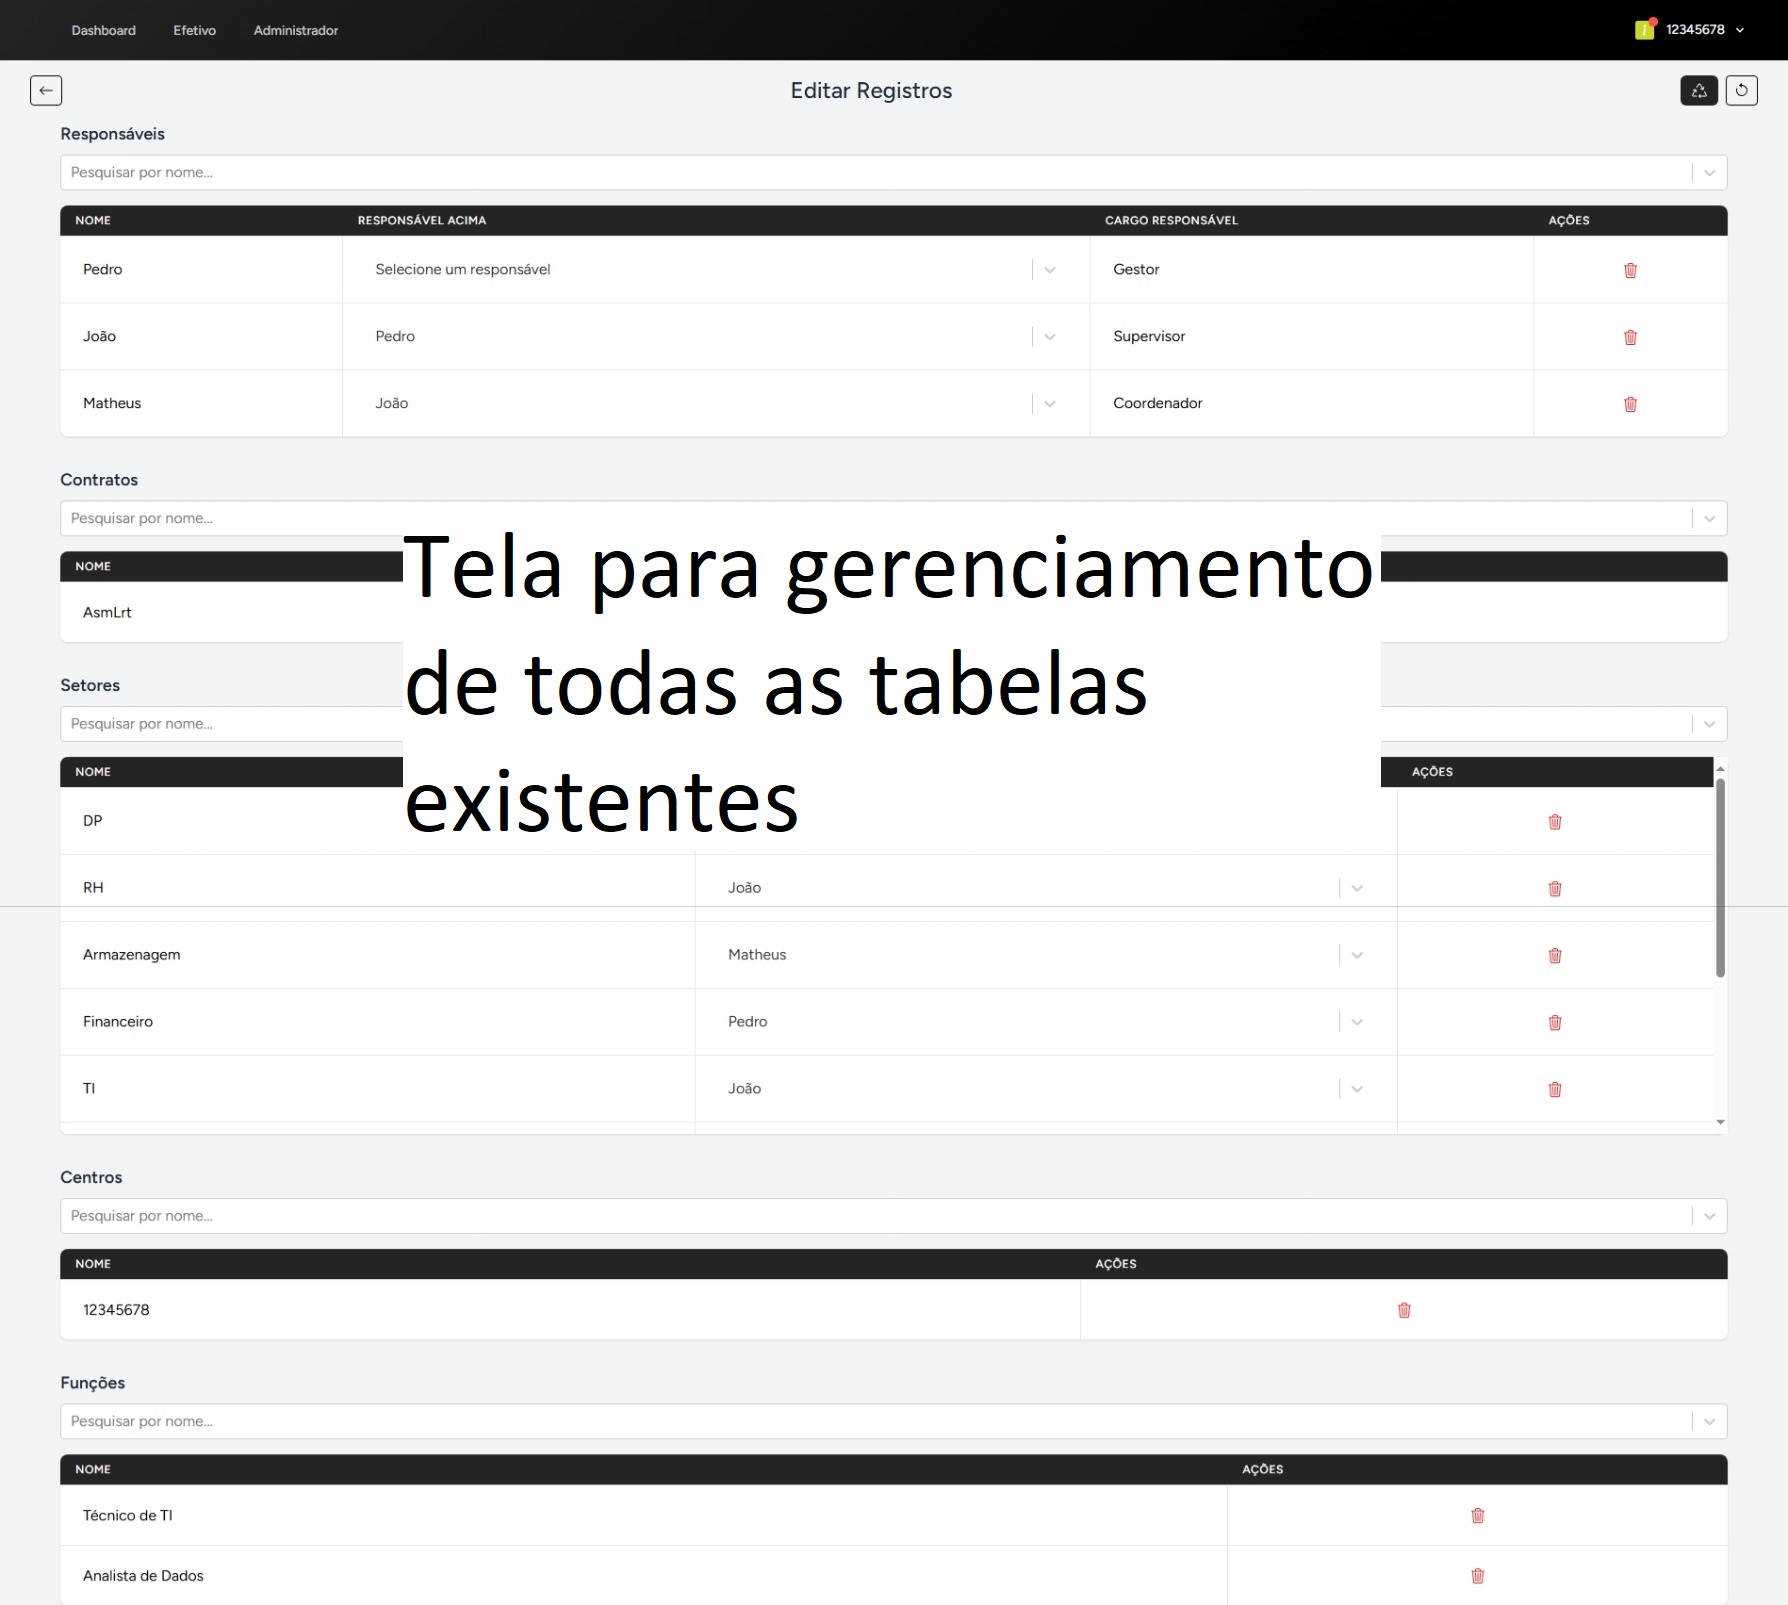 Dashboard Efetivo Administrador 12345678
Editar Registros
Responsáveis
Pesquisar por nome...
NOME RESPONSÁVEL ACIMA CARGO RESPONSÁVEL AÇÕES
Pedro Selecione um responsável Gestor
João Pedro Supervisor
Matheus João Coordenador
Contratos
Pesquisar por nome...
NOME
AsmLrt
Tela para gerenciamento
de todas as tabelas
existentes
Setores
Pesquisar por nome...
NOME AÇÕES
DP
RH João
Armazenagem Matheus
Financeiro Pedro
TI João
Centros
Pesquisar por nome...
NOME AÇÕES
12345678
Funções
Pesquisar por nome...
NOME AÇÕES
Técnico de TI
Analista de Dados